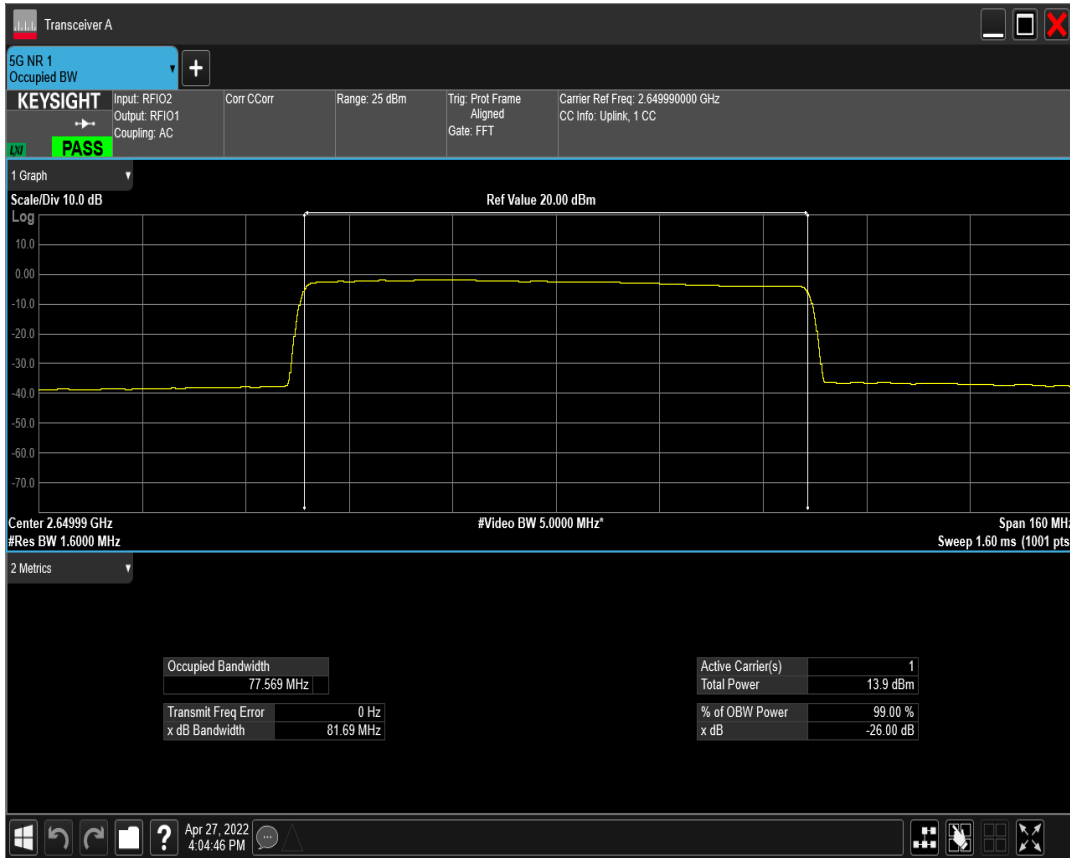 Transceiver A
5G NR 1
Occupied BW
+
KEYSIGHT
Input: RFIO2
Output: RFIO1
Coupling: AC
Corr CCorr
Range: 25 dBm
Trig: Prot Frame
Aligned
Gate: FFT
Carrier Ref Freq: 2.649990000 GHz
CC Info: Uplink, 1 CC
LXI
PASS
1 Graph
Scale/Div 10.0 dB
Ref Value 20.00 dBm
Log
10.0
0.00
-10.0
-20.0
-30.0
-40.0
-50.0
-60.0
-70.0
Center 2.64999 GHz
#Video BW 5.0000 MHz*
Span 160 MHz
#Res BW 1.6000 MHz
Sweep 1.60 ms (1001 pts
2 Metrics
Occupied Bandwidth
77.569 MHz
Transmit Freq Error 0 Hz
x dB Bandwidth 81.69 MHz
Active Carrier(s) 1
Total Power 13.9 dBm
% of OBW Power 99.00 %
x dB -26.00 dB
?
Apr 27, 2022
4:04:46 PM